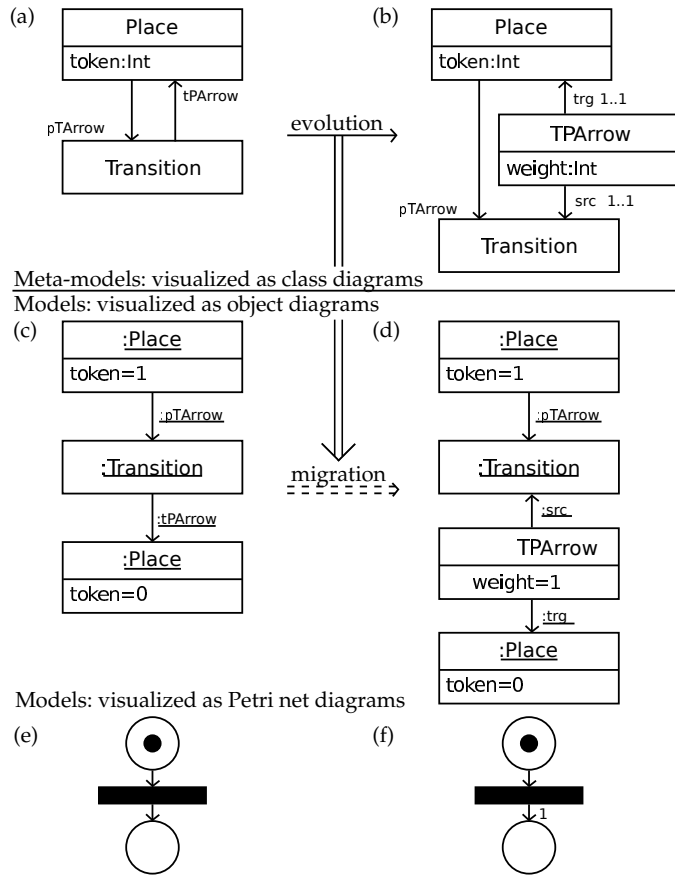 (a)
Place
token:Int
tPArrow
pTArrow
Transition
evolution
(b)
Place
token:Int
trg 1..1
TPArrow
weight:Int
src 1..1
pTArrow
Transition
Meta-models: visualized as class diagrams
Models: visualized as object diagrams
(c)
:Place
token=1
:pTArrow
:Transition
:tPArrow
:Place
token=0
migration
(d)
:Place
token=1
:pTArrow
:Transition
:src
TPArrow
weight=1
:trg
:Place
token=0
Models: visualized as Petri net diagrams
(e)
(f)
1